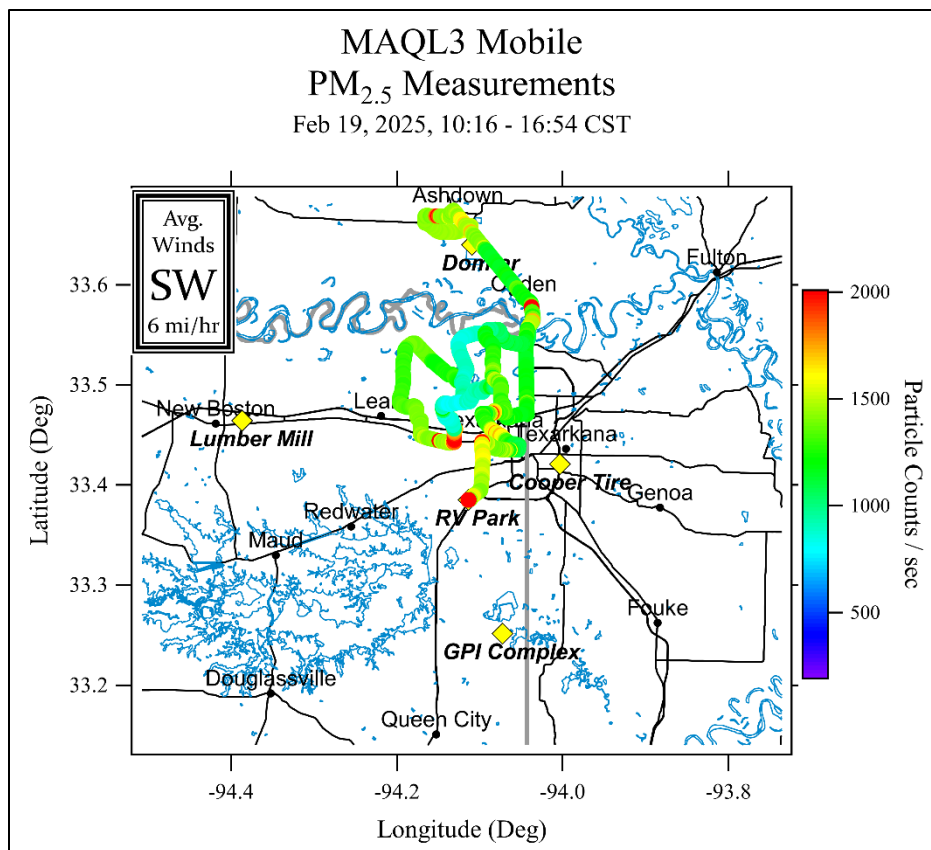 MAQL3 Mobile
PM2.5 Measurements
Feb 19, 2025, 10:16 - 16:54 CST
Avg.
Winds
SW
6 mi/hr
Ashdown
Fulton
New Boston
Lumber Mill
Texarkana
Cooper Tire
Genoa
RV Park
Redwater
Maud
Fouke
GPI Complex
Douglassville
Queen City
33.6
33.5
33.4
33.3
33.2
Latitude (Deg)
-94.4
-94.2
-94.0
-93.8
Longitude (Deg)
2000
1500
1000
500
Particle Counts / sec